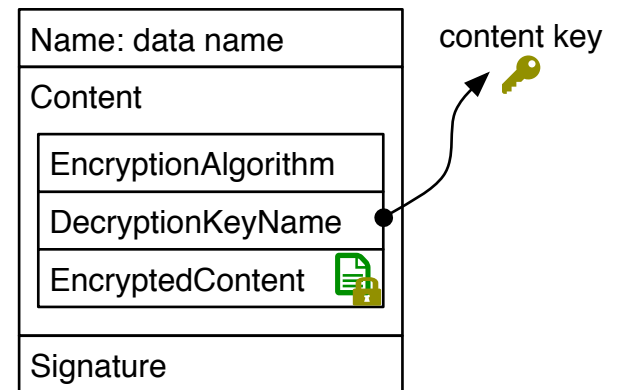 Name: data name
content key
Content
EncryptionAlgorithm
DecryptionKeyName
EncryptedContent
Signature